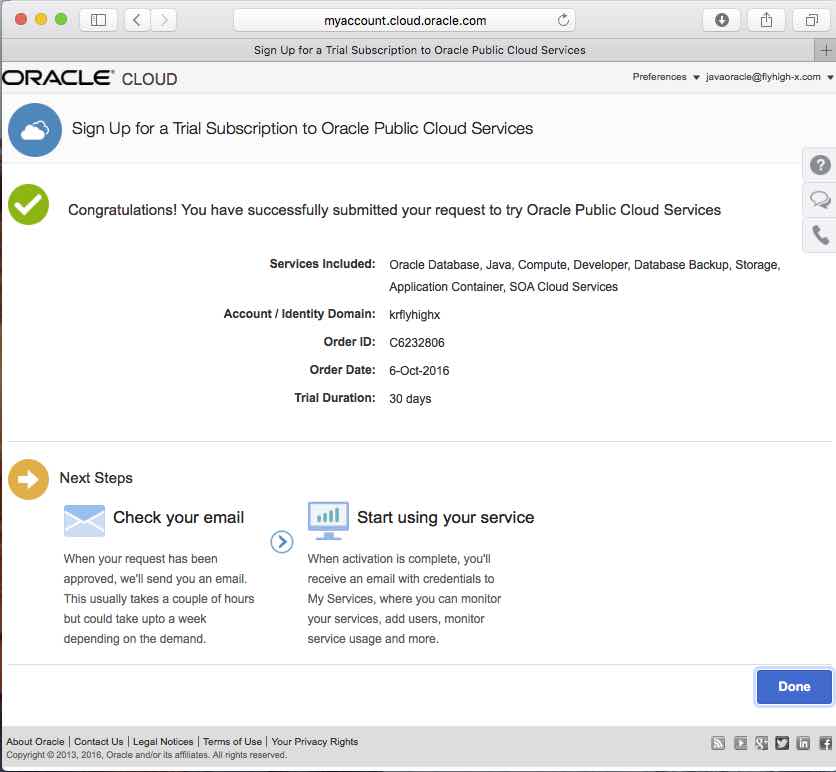 myaccount.cloud.oracle.com
Sign Up for a Trial Subscription to Oracle Public Cloud Services
ORACLE® CLOUD
Preferences
javaoracle@flyhigh-x.com
Sign Up for a Trial Subscription to Oracle Public Cloud Services
Congratulations! You have successfully submitted your request to try Oracle Public Cloud Services
Services Included: Oracle Database, Java, Compute, Developer, Database Backup, Storage,
Application Container, SOA Cloud Services
Account / Identity Domain: krflyhighx
Order ID: C6232806
Order Date: 6-Oct-2016
Trial Duration: 30 days
Next Steps
Check your email
When your request has been
approved, we'll send you an email.
This usually takes a couple of hours
but could take upto a week
depending on the demand.
Start using your service
When activation is complete, you'll
receive an email with credentials to
My Services, where you can monitor
your services, add users, monitor
service usage and more.
Done
About Oracle | Contact Us | Legal Notices | Terms of Use | Your Privacy Rights
Copyright © 2013, 2016, Oracle and/or its affiliates. All rights reserved.